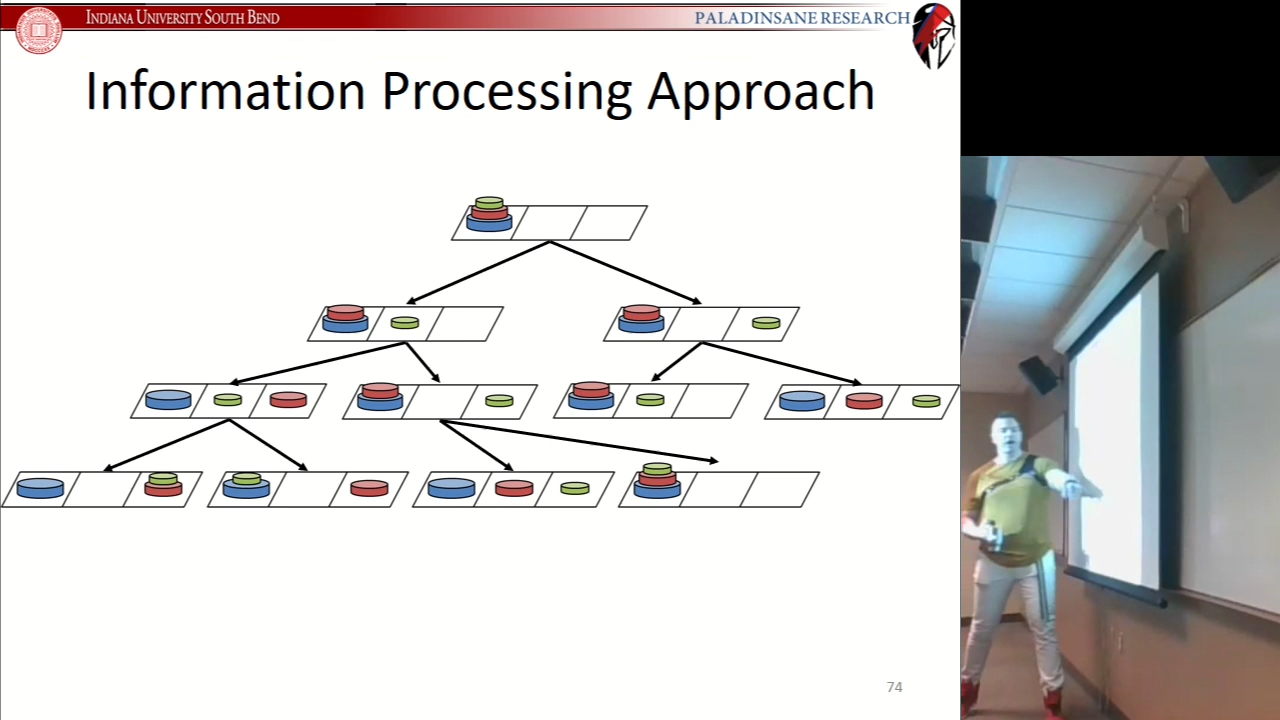 INDIANA UNIVERSITY SOUTH BEND
PALADINSANE RESEARCH
Information Processing Approach
74